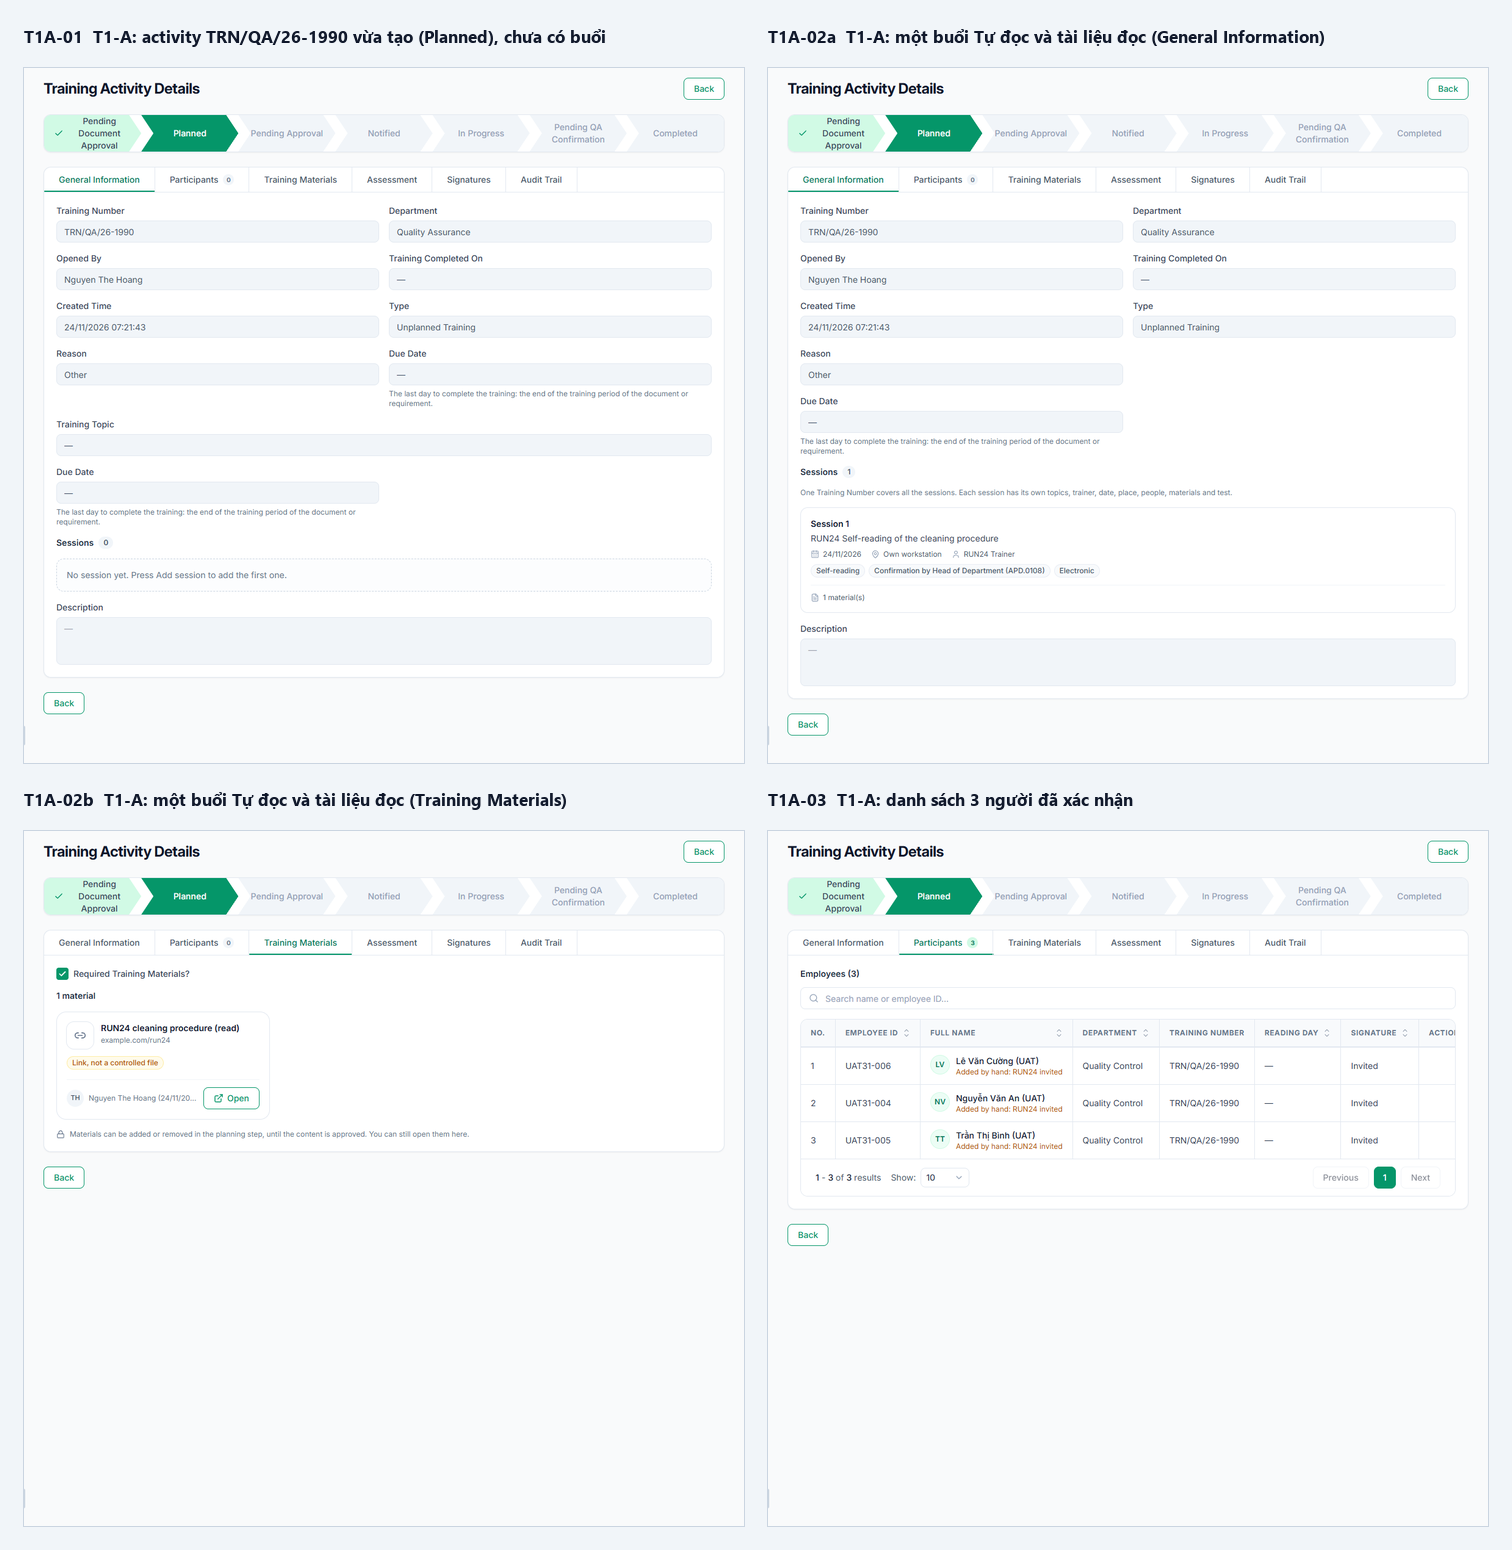 T1A-01 T1-A: activity TRN/QA/26-1990 vừa tạo (Planned), chưa có buổi
Training Activity Details
Back
Pending Document Approval
Planned
Pending Approval
Notified
In Progress
Pending QA Confirmation
Completed
General Information
Participants 0
Training Materials
Assessment
Signatures
Audit Trail
Training Number
Department
TRN/QA/26-1990
Quality Assurance
Opened By
Training Completed On
Nguyen The Hoang
—
Created Time
Type
24/11/2026 07:21:43
Unplanned Training
Reason
Due Date
Other
—
The last day to complete the training: the end of the training period of the document or
requirement.
Training Topic
—
Due Date
—
The last day to complete the training: the end of the training period of the document or
requirement.
Sessions 0
No session yet. Press Add session to add the first one.
Description
—
Back
T1A-02a T1-A: một buổi Tự đọc và tài liệu đọc (General Information)
Training Activity Details
Back
Pending Document Approval
Planned
Pending Approval
Notified
In Progress
Pending QA Confirmation
Completed
General Information
Participants 0
Training Materials
Assessment
Signatures
Audit Trail
Training Number
Department
TRN/QA/26-1990
Quality Assurance
Opened By
Training Completed On
Nguyen The Hoang
—
Created Time
Type
24/11/2026 07:21:43
Unplanned Training
Reason
Other
Due Date
—
The last day to complete the training: the end of the training period of the document or
requirement.
Sessions 1
One Training Number covers all the sessions. Each session has its own topics, trainer, date, place, people, materials and test.
Session 1
RUN24 Self-reading of the cleaning procedure
24/11/2026 Own workstation RUN24 Trainer
Self-reading Confirmation by Head of Department (APD.0108) Electronic
1 material(s)
Description
—
Back
T1A-02b T1-A: một buổi Tự đọc và tài liệu đọc (Training Materials)
Training Activity Details
Back
Pending Document Approval
Planned
Pending Approval
Notified
In Progress
Pending QA Confirmation
Completed
General Information
Participants 0
Training Materials
Assessment
Signatures
Audit Trail
Required Training Materials?
1 material
RUN24 cleaning procedure (read)
example.com/run24
Link, not a controlled file
TH Nguyen The Hoang (24/11/20... Open
Materials can be added or removed in the planning step, until the content is approved. You can still open them here.
Back
T1A-03 T1-A: danh sách 3 người đã xác nhận
Training Activity Details
Back
Pending Document Approval
Planned
Pending Approval
Notified
In Progress
Pending QA Confirmation
Completed
General Information
Participants 3
Training Materials
Assessment
Signatures
Audit Trail
Employees (3)
Search name or employee ID...
NO. EMPLOYEE ID FULL NAME DEPARTMENT TRAINING NUMBER READING DAY SIGNATURE ACTIO
1 UAT31-006 LV Lê Văn Cường (UAT) Quality Control TRN/QA/26-1990 — Invited
Added by hand: RUN24 invited
2 UAT31-004 NV Nguyễn Văn An (UAT) Quality Control TRN/QA/26-1990 — Invited
Added by hand: RUN24 invited
3 UAT31-005 TT Trần Thị Bình (UAT) Quality Control TRN/QA/26-1990 — Invited
Added by hand: RUN24 invited
1 - 3 of 3 results Show: 10 Previous 1 Next
Back